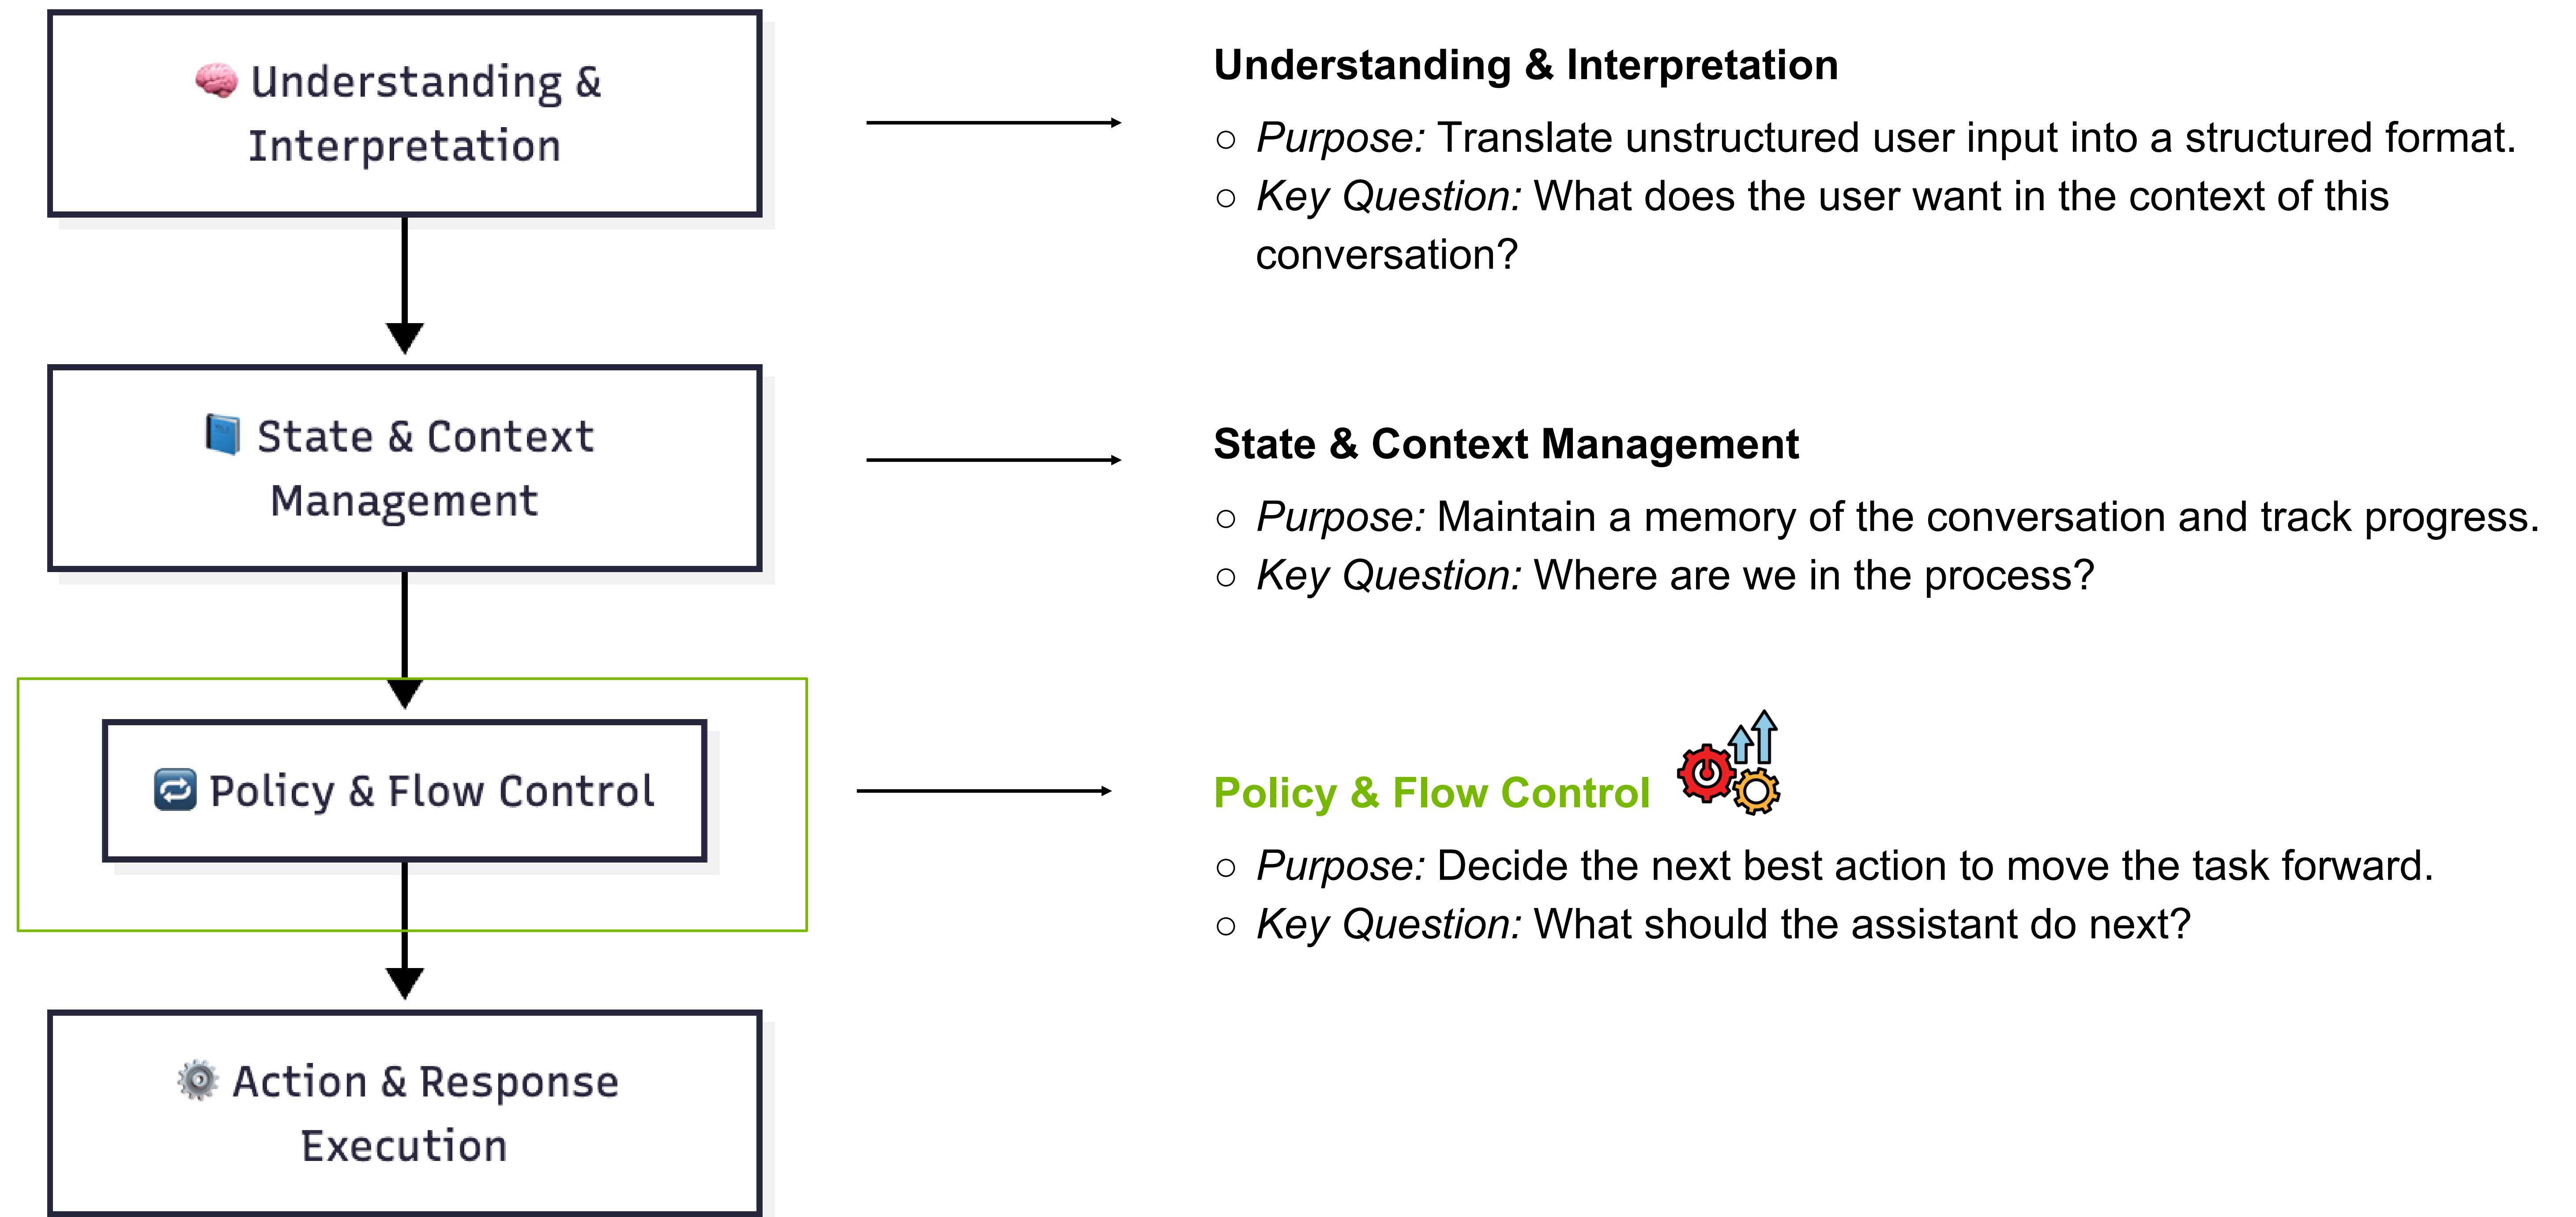 Understanding &
Interpretation
Understanding & Interpretation
○ Purpose: Translate unstructured user input into a structured format.
○ Key Question: What does the user want in the context of this
conversation?
State & Context
Management
State & Context Management
○ Purpose: Maintain a memory of the conversation and track progress.
○ Key Question: Where are we in the process?
Policy & Flow Control
Policy & Flow Control
○ Purpose: Decide the next best action to move the task forward.
○ Key Question: What should the assistant do next?
Action & Response
Execution